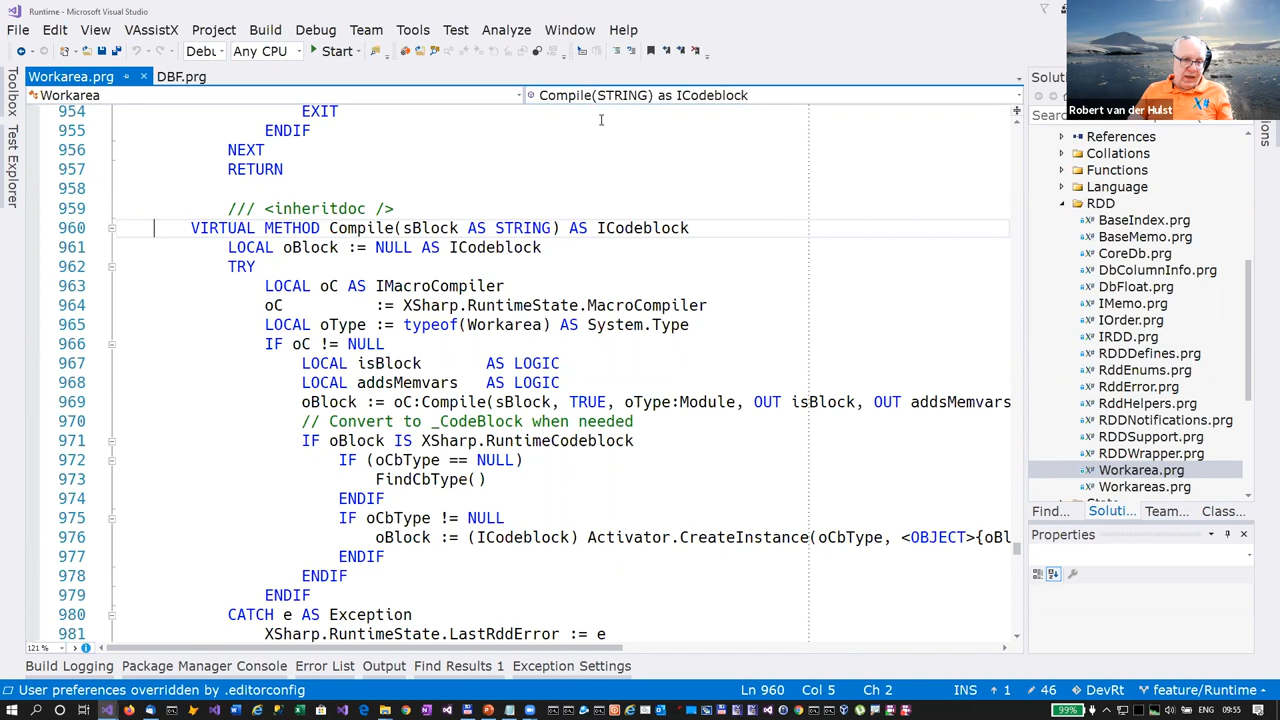 Runtime - Microsoft Visual Studio
File Edit View VAssistX Project Build Debug Team Tools Test Analyze Window Help
Debu Any CPU Start
Workarea.prg DBF.prg
Workarea Compile(STRING) as ICodeblock
954 EXIT
955 ENDIF
956 NEXT
957 RETURN
958
959 /// <inheritdoc />
960 VIRTUAL METHOD Compile(sBlock AS STRING) AS ICodeblock
961 LOCAL oBlock := NULL AS ICodeblock
962 TRY
963 LOCAL oC AS IMacroCompiler
964 oC := XSharp.RuntimeState.MacroCompiler
965 LOCAL oType := typeof(Workarea) AS System.Type
966 IF oC != NULL
967 LOCAL isBlock AS LOGIC
968 LOCAL addsMemvars AS LOGIC
969 oBlock := oC:Compile(sBlock, TRUE, oType:Module, OUT isBlock, OUT addsMemvars
970 // Convert to _CodeBlock when needed
971 IF oBlock IS XSharp.RuntimeCodeblock
972 IF (oCbType == NULL)
973 FindCbType()
974 ENDIF
975 IF oCbType != NULL
976 oBlock := (ICodeblock) Activator.CreateInstance(oCbType, <OBJECT>{oBl
977 ENDIF
978 ENDIF
979 ENDIF
980 CATCH e AS Exception
981 XSharp.RuntimeState.LastRddError := e
121 %
Toolbox
Test Explorer
Robert van der Hulst
Solu
Sear
References
Collations
Functions
Language
RDD
BaseIndex.prg
BaseMemo.prg
CoreDb.prg
DbColumnInfo.prg
DbFloat.prg
IMemo.prg
IOrder.prg
IRDD.prg
RDDDefines.prg
RddEnums.prg
RddError.prg
RddHelpers.prg
RDDNotifications.prg
RDDSupport.prg
RDDWrapper.prg
Workarea.prg
Workareas.prg
Find... Soluti... Team... Class...
Properties
Build Logging Package Manager Console Error List Output Find Results 1 Exception Settings
User preferences overridden by .editorconfig Ln 960 Col 5 Ch 2 INS 1 46 DevRt feature/Runtime
99% ENG 09:55